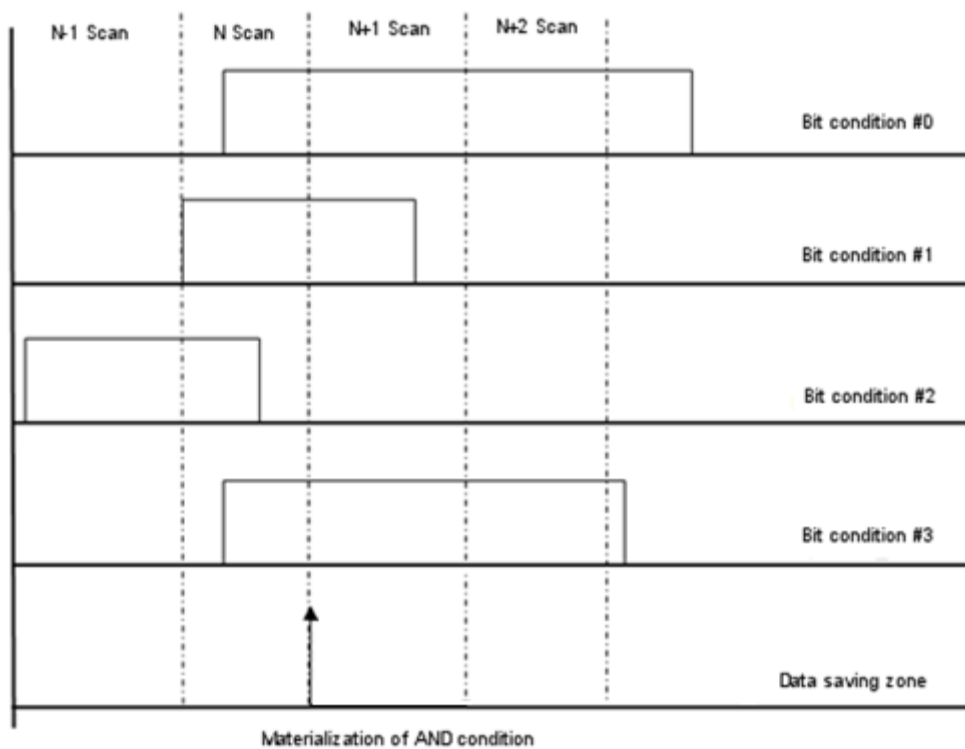 N-1 Scan
N Scan
N+1 Scan
N+2 Scan
Bit condition #0
Bit condition #1
Bit condition #2
Bit condition #3
Data saving zone
Materialization of AND condition